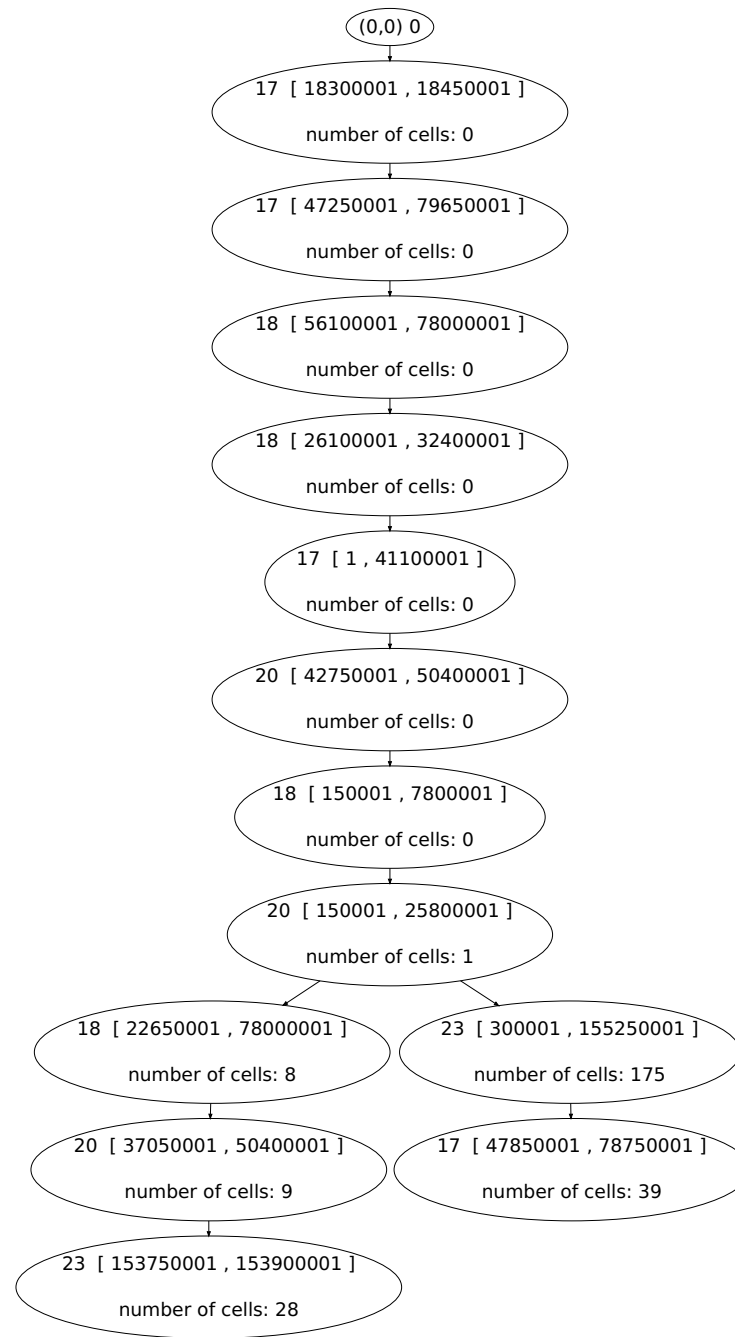 (0,0) 0
17 [ 18300001 , 18450001 ]
number of cells: 0
17 [ 47250001 , 79650001 ]
number of cells: 0
18 [ 56100001 , 78000001 ]
number of cells: 0
18 [ 26100001 , 32400001 ]
number of cells: 0
17 [ 1 , 41100001 ]
number of cells: 0
20 [ 42750001 , 50400001 ]
number of cells: 0
18 [ 150001 , 7800001 ]
number of cells: 0
20 [ 150001 , 25800001 ]
number of cells: 1
18 [ 22650001 , 78000001 ]
number of cells: 8
23 [ 300001 , 155250001 ]
number of cells: 175
20 [ 37050001 , 50400001 ]
number of cells: 9
17 [ 47850001 , 78750001 ]
number of cells: 39
23 [ 153750001 , 153900001 ]
number of cells: 28